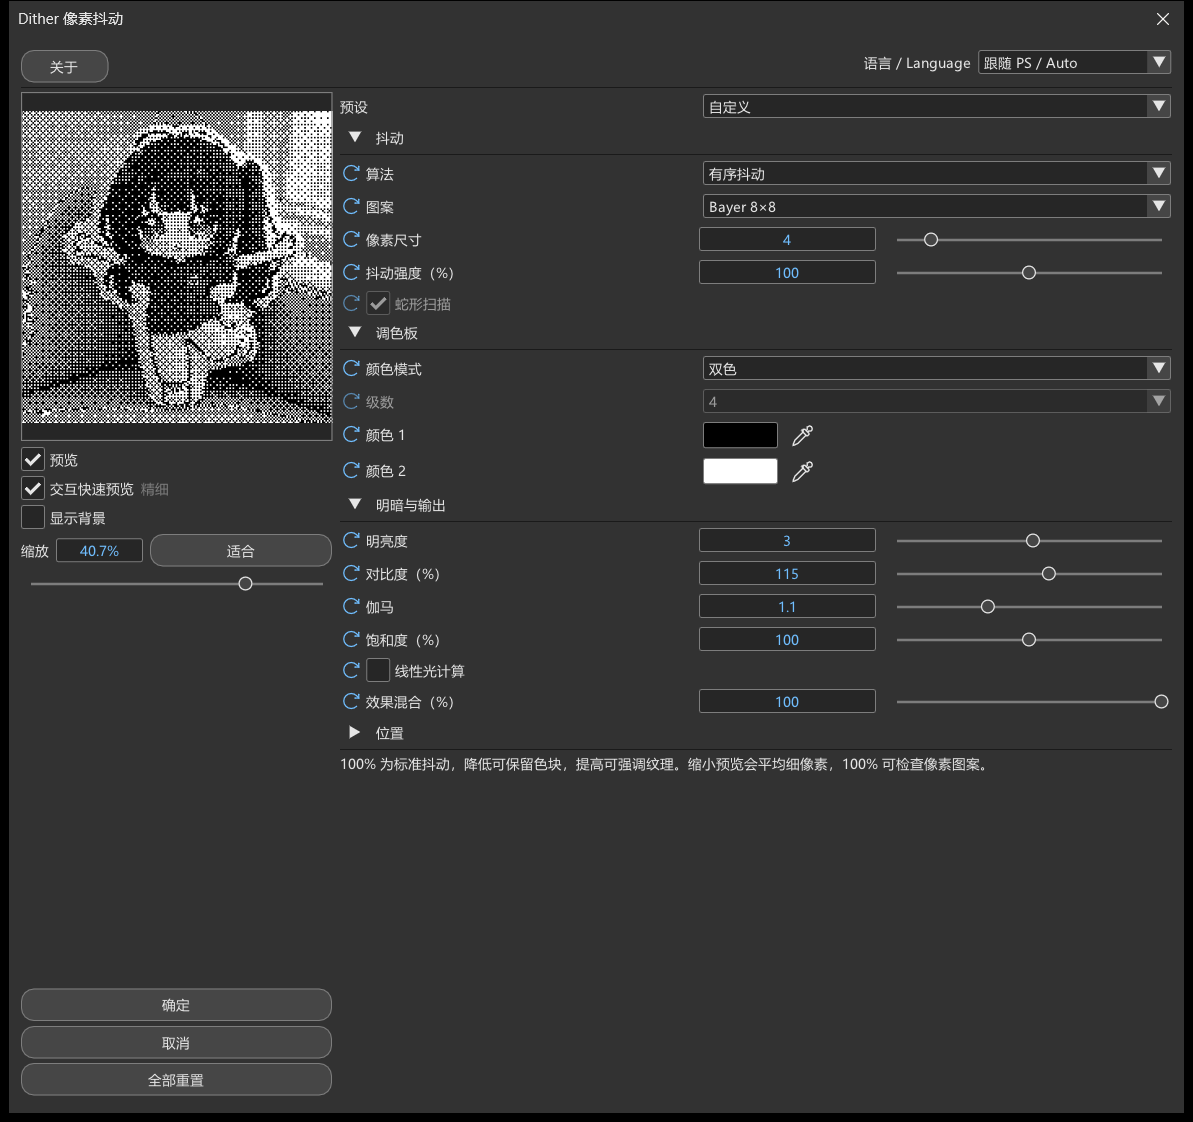 Dither 像素抖动
关于
语言 / Language 跟随 PS / Auto
预设 自定义
抖动
算法 有序抖动
图案 Bayer 8×8
像素尺寸 4
抖动强度（%） 100
蛇形扫描
调色板
颜色模式 双色
级数 4
颜色 1
颜色 2
明暗与输出
明亮度 3
对比度（%） 115
伽马 1.1
饱和度（%） 100
线性光计算
效果混合（%） 100
位置
100% 为标准抖动，降低可保留色块，提高可强调纹理。缩小预览会平均细像素，100% 可检查像素图案。
预览
交互快速预览 精细
显示背景
缩放 40.7% 适合
确定
取消
全部重置